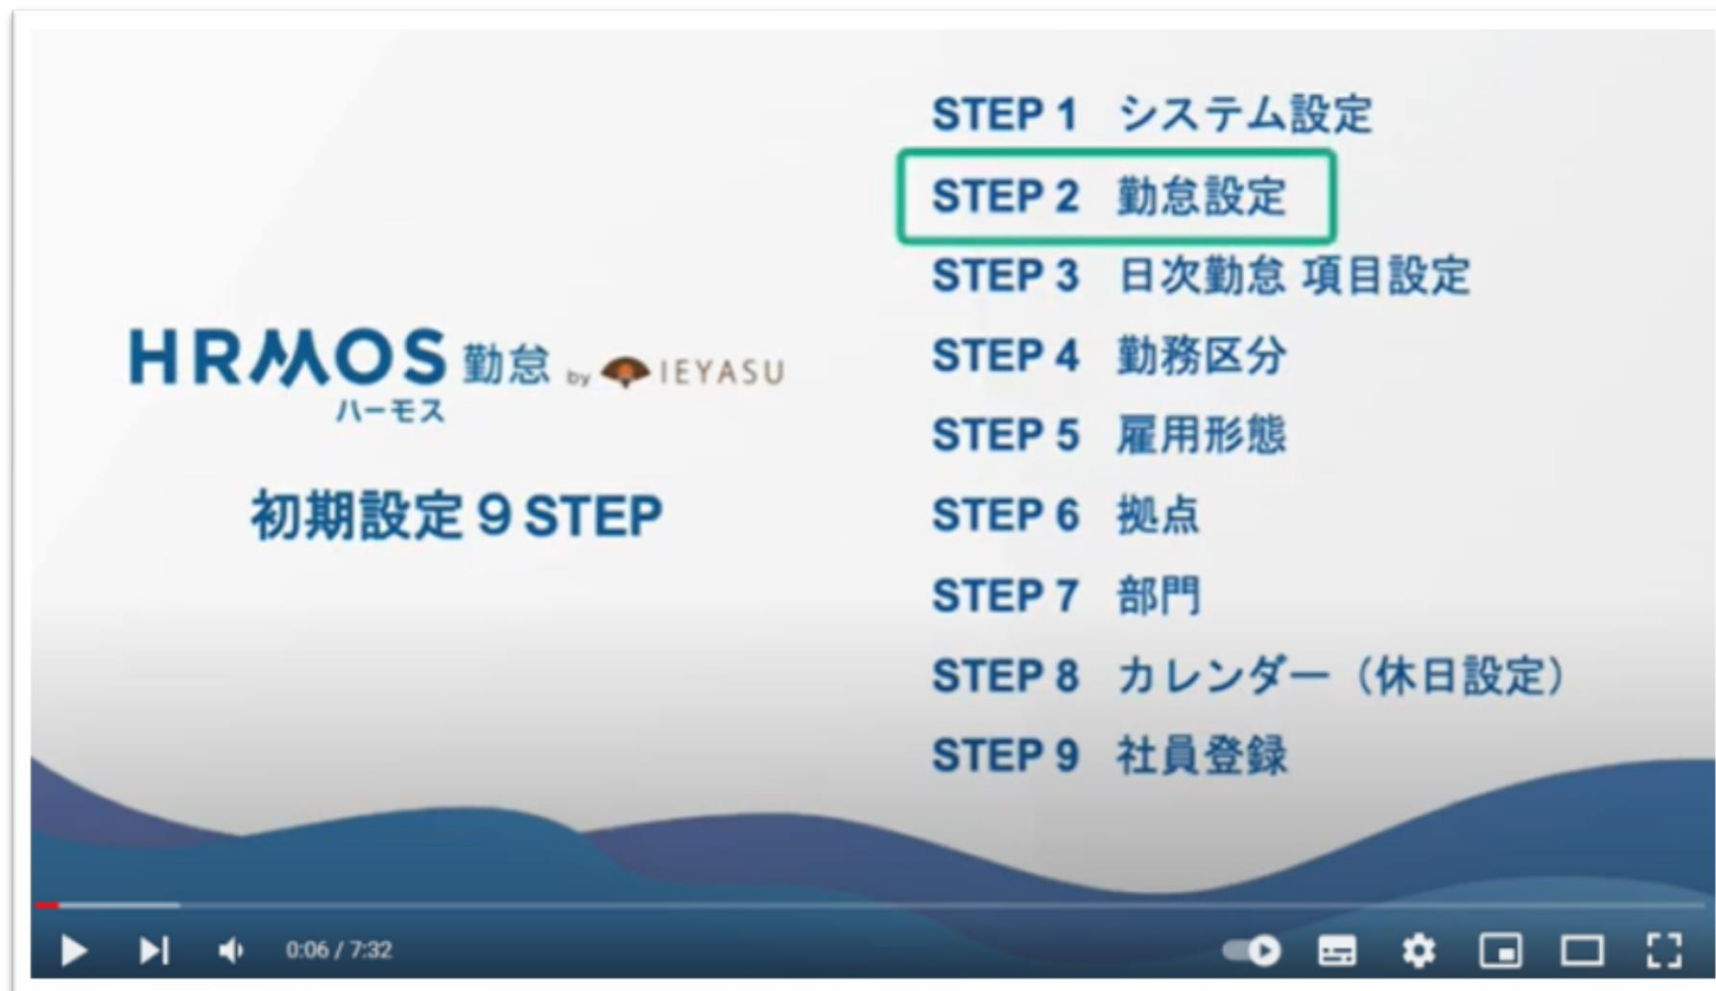 HRMOS 勤怠 by IEYASU
ハーモス
初期設定９STEP
STEP 1 システム設定
STEP 2 勤怠設定
STEP 3 日次勤怠 項目設定
STEP 4 勤務区分
STEP 5 雇用形態
STEP 6 拠点
STEP 7 部門
STEP 8 カレンダー（休日設定）
STEP 9 社員登録
0:06 / 7:32